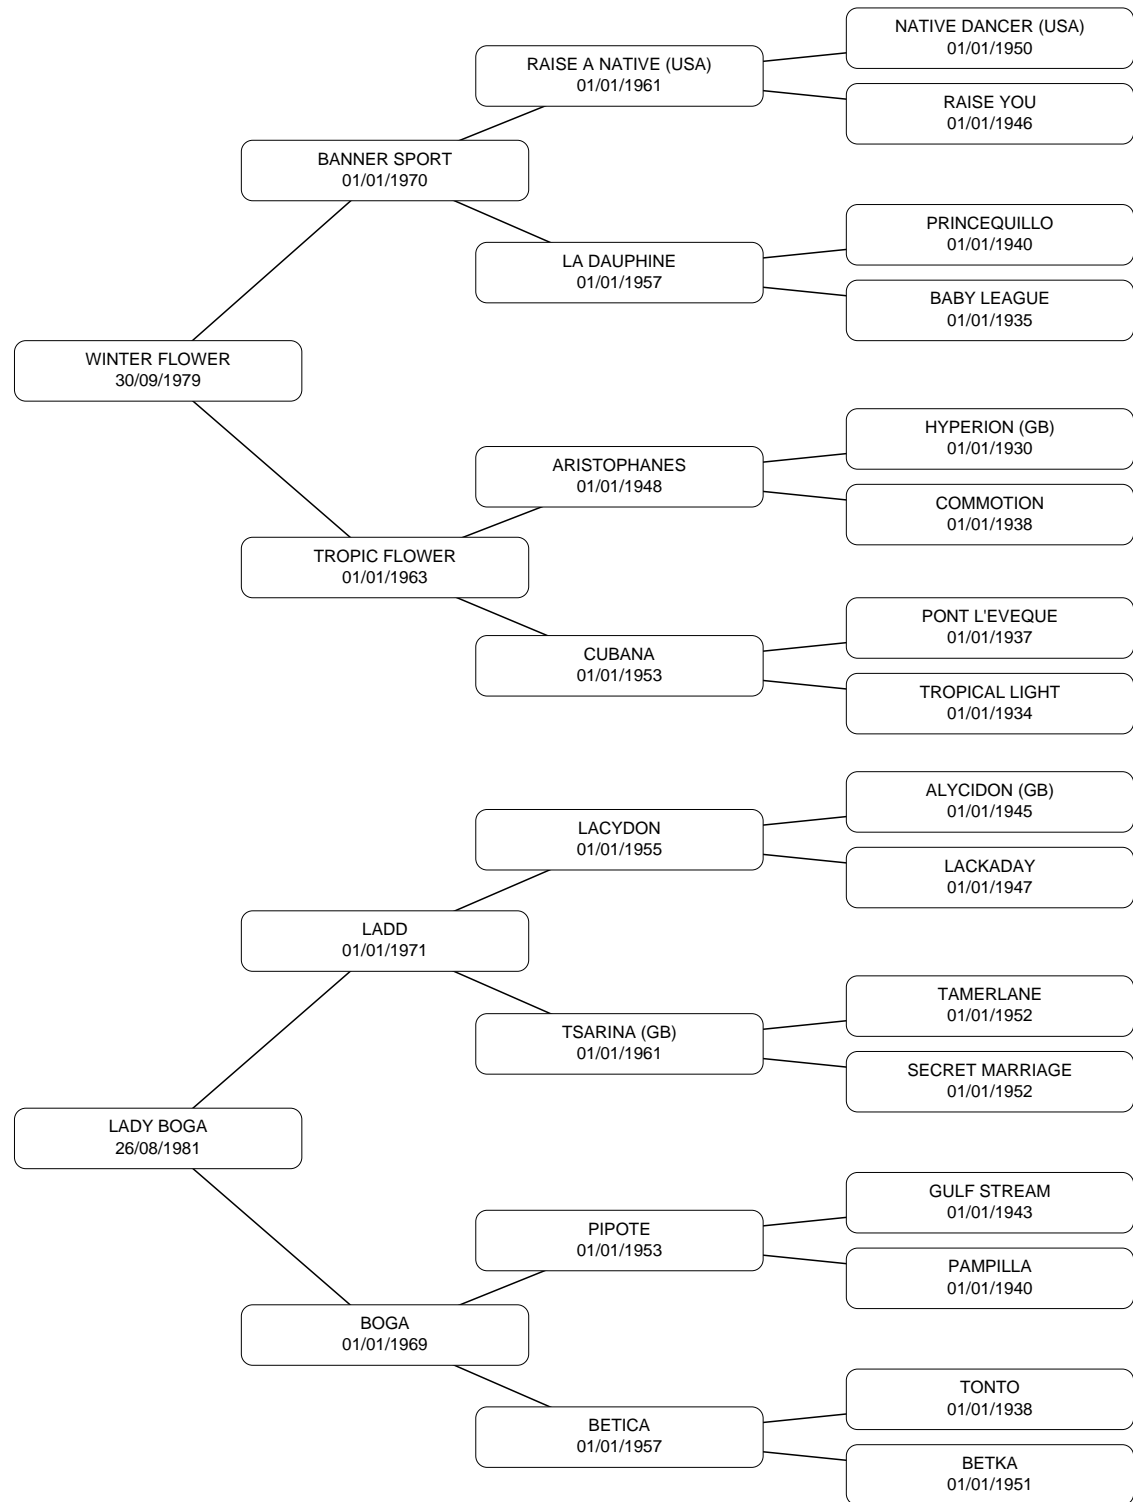 NATIVE DANCER (USA)
01/01/1950
RAISE A NATIVE (USA)
01/01/1961
RAISE YOU
01/01/1946
BANNER SPORT
01/01/1970
PRINCEQUILLO
01/01/1940
LA DAUPHINE
01/01/1957
BABY LEAGUE
01/01/1935
WINTER FLOWER
30/09/1979
HYPERION (GB)
01/01/1930
ARISTOPHANES
01/01/1948
COMMOTION
01/01/1938
TROPIC FLOWER
01/01/1963
PONT L'EVEQUE
01/01/1937
CUBANA
01/01/1953
TROPICAL LIGHT
01/01/1934
ALYCIDON (GB)
01/01/1945
LACYDON
01/01/1955
LACKADAY
01/01/1947
LADD
01/01/1971
TAMERLANE
01/01/1952
TSARINA (GB)
01/01/1961
SECRET MARRIAGE
01/01/1952
LADY BOGA
26/08/1981
GULF STREAM
01/01/1943
PIPOTE
01/01/1953
PAMPILLA
01/01/1940
BOGA
01/01/1969
TONTO
01/01/1938
BETICA
01/01/1957
BETKA
01/01/1951